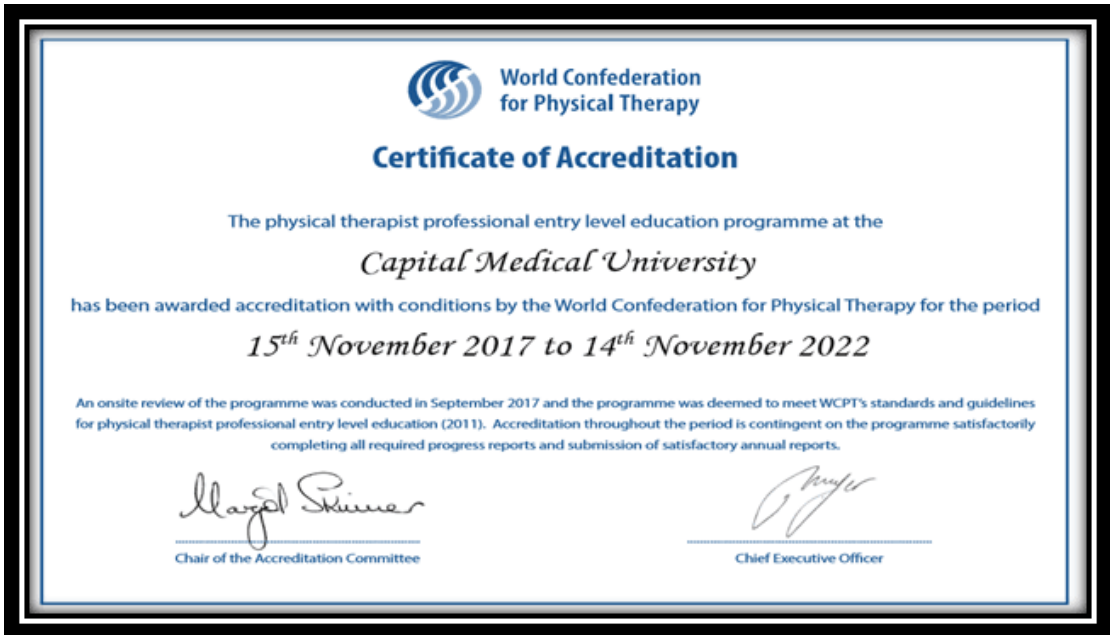 World Confederation
for Physical Therapy
Certificate of Accreditation
The physical therapist professional entry level education programme at the
Capital Medical University
has been awarded accreditation with conditions by the World Confederation for Physical Therapy for the period
15th November 2017 to 14th November 2022
An onsite review of the programme was conducted in September 2017 and the programme was deemed to meet WCPT's standards and guidelines
for physical therapist professional entry level education (2011). Accreditation throughout the period is contingent on the programme satisfactorily
completing all required progress reports and submission of satisfactory annual reports.
Margot Skinner
Chair of the Accreditation Committee
Chief Executive Officer